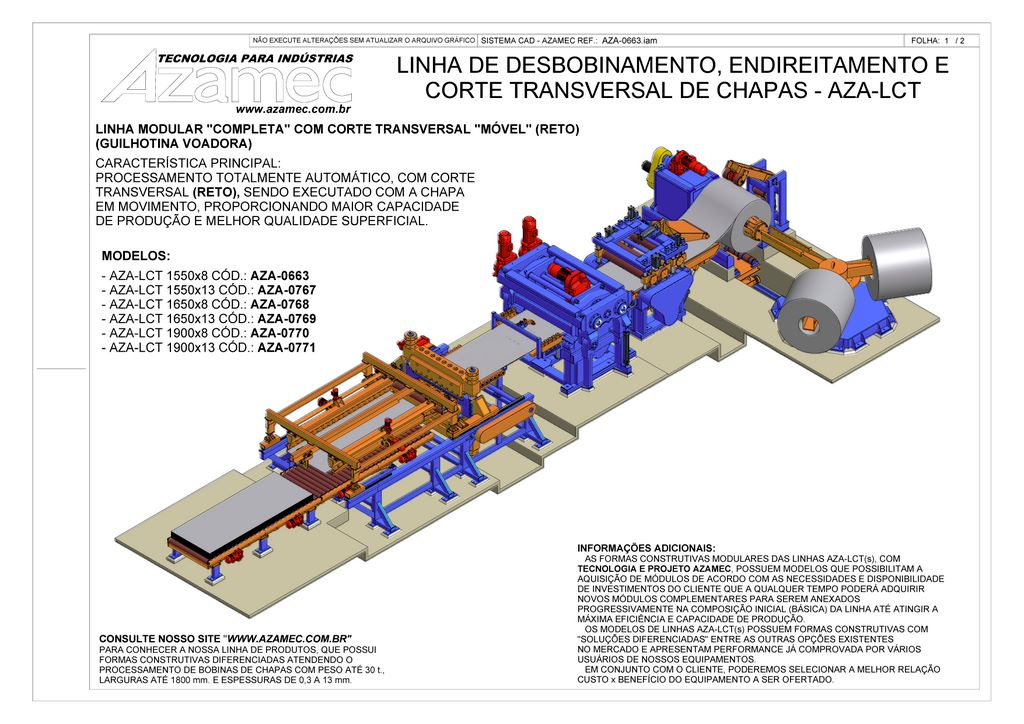 NÃO EXECUTE ALTERAÇÕES SEM ATUALIZAR O ARQUIVO GRÁFICO SISTEMA CAD - AZAMEC REF.: AZA-0663.iam FOLHA: 1 / 2
TECNOLOGIA PARA INDÚSTRIAS
Azamec
www.azamec.com.br
LINHA DE DESBOBINAMENTO, ENDIREITAMENTO E
CORTE TRANSVERSAL DE CHAPAS - AZA-LCT
LINHA MODULAR "COMPLETA" COM CORTE TRANSVERSAL "MÓVEL" (RETO)
(GUILHOTINA VOADORA)
CARACTERÍSTICA PRINCIPAL:
PROCESSAMENTO TOTALMENTE AUTOMÁTICO, COM CORTE
TRANSVERSAL (RETO), SENDO EXECUTADO COM A CHAPA
EM MOVIMENTO, PROPORCIONANDO MAIOR CAPACIDADE
DE PRODUÇÃO E MELHOR QUALIDADE SUPERFICIAL.
MODELOS:
- AZA-LCT 1550x8 CÓD.: AZA-0663
- AZA-LCT 1550x13 CÓD.: AZA-0767
- AZA-LCT 1650x8 CÓD.: AZA-0768
- AZA-LCT 1650x13 CÓD.: AZA-0769
- AZA-LCT 1900x8 CÓD.: AZA-0770
- AZA-LCT 1900x13 CÓD.: AZA-0771
CONSULTE NOSSO SITE "WWW.AZAMEC.COM.BR"
PARA CONHECER A NOSSA LINHA DE PRODUTOS, QUE POSSUI
FORMAS CONSTRUTIVAS DIFERENCIADAS ATENDENDO O
PROCESSAMENTO DE BOBINAS DE CHAPAS COM PESO ATÉ 30 t.,
LARGURAS ATÉ 1800 mm. E ESPESSURAS DE 0,3 A 13 mm.
INFORMAÇÕES ADICIONAIS:
AS FORMAS CONSTRUTIVAS MODULARES DAS LINHAS AZA-LCT(s), COM
TECNOLOGIA E PROJETO AZAMEC, POSSUEM MODELOS QUE POSSIBILITAM A
AQUISIÇÃO DE MÓDULOS DE ACORDO COM AS NECESSIDADES E DISPONIBILIDADE
DE INVESTIMENTOS DO CLIENTE QUE A QUALQUER TEMPO PODERÁ ADQUIRIR
NOVOS MÓDULOS COMPLEMENTARES PARA SEREM ANEXADOS
PROGRESSIVAMENTE NA COMPOSIÇÃO INICIAL (BÁSICA) DA LINHA ATÉ ATINGIR A
MÁXIMA EFICIÊNCIA E CAPACIDADE DE PRODUÇÃO.
OS MODELOS DE LINHAS AZA-LCT(s) POSSUEM FORMAS CONSTRUTIVAS COM
"SOLUÇÕES DIFERENCIADAS" ENTRE AS OUTRAS OPÇÕES EXISTENTES
NO MERCADO E APRESENTAM PERFORMANCE JÁ COMPROVADA POR VÁRIOS
USUÁRIOS DE NOSSOS EQUIPAMENTOS.
EM CONJUNTO COM O CLIENTE, PODEREMOS SELECIONAR A MELHOR RELAÇÃO
CUSTO x BENEFÍCIO DO EQUIPAMENTO A SER OFERTADO.